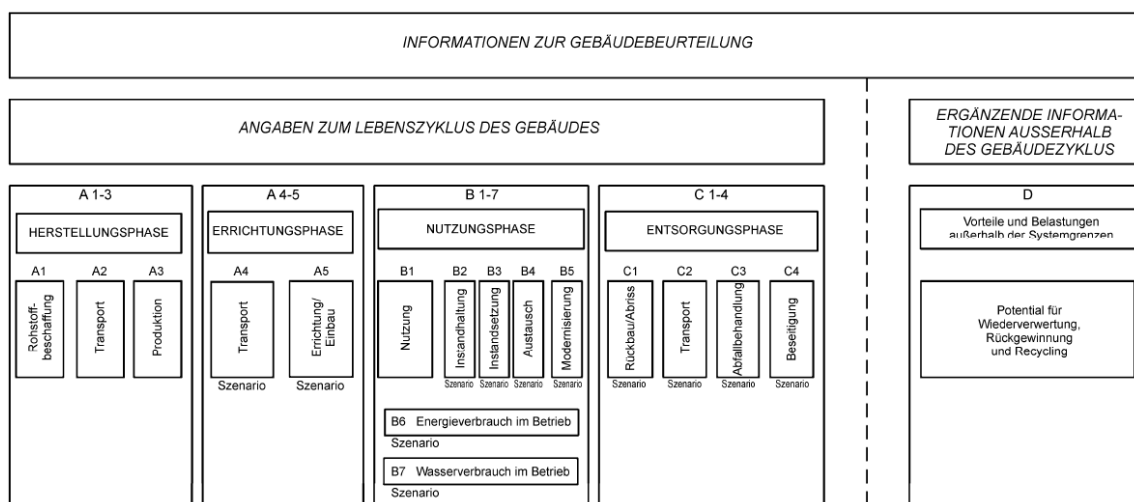 INFORMATIONEN ZUR GEBÄUDEBEURTEILUNG
ANGABEN ZUM LEBENSZYKLUS DES GEBÄUDES
ERGÄNZENDE INFORMA-
TIONEN AUSSERHALB
DES GEBÄUDEZYKLUS
A 1-3
HERSTELLUNGSPHASE
A1
A2
A3
Rohstoff-
beschaffung
Transport
Produktion
A 4-5
ERRICHTUNGSPHASE
A4
A5
Transport
Errichtung/
Einbau
Szenario
Szenario
B 1-7
NUTZUNGSPHASE
B1
B2
B3
B4
B5
Nutzung
Instandhaltung
Instandsetzung
Austausch
Modernisierung
Szenario
Szenario
Szenario
Szenario
B6 Energieverbrauch im Betrieb
Szenario
B7 Wasserverbrauch im Betrieb
Szenario
C 1-4
ENTSORGUNGSPHASE
C1
C2
C3
C4
Rückbau/Abriss
Transport
Abfallbehandlung
Beseitigung
Szenario
Szenario
Szenario
Szenario
D
Vorteile und Belastungen
außerhalb der Systemgrenzen
Potential für
Wiederverwertung,
Rückgewinnung
und Recycling